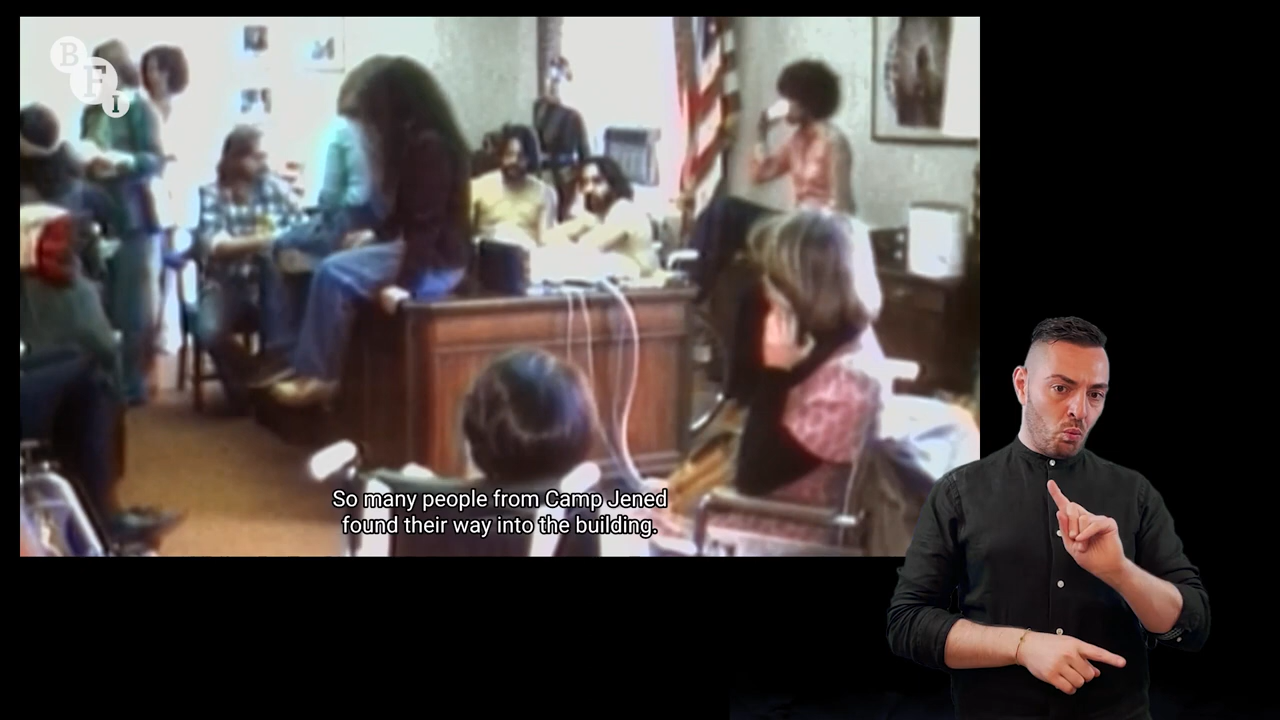 BFI
So many people from Camp Jened
found their way into the building.